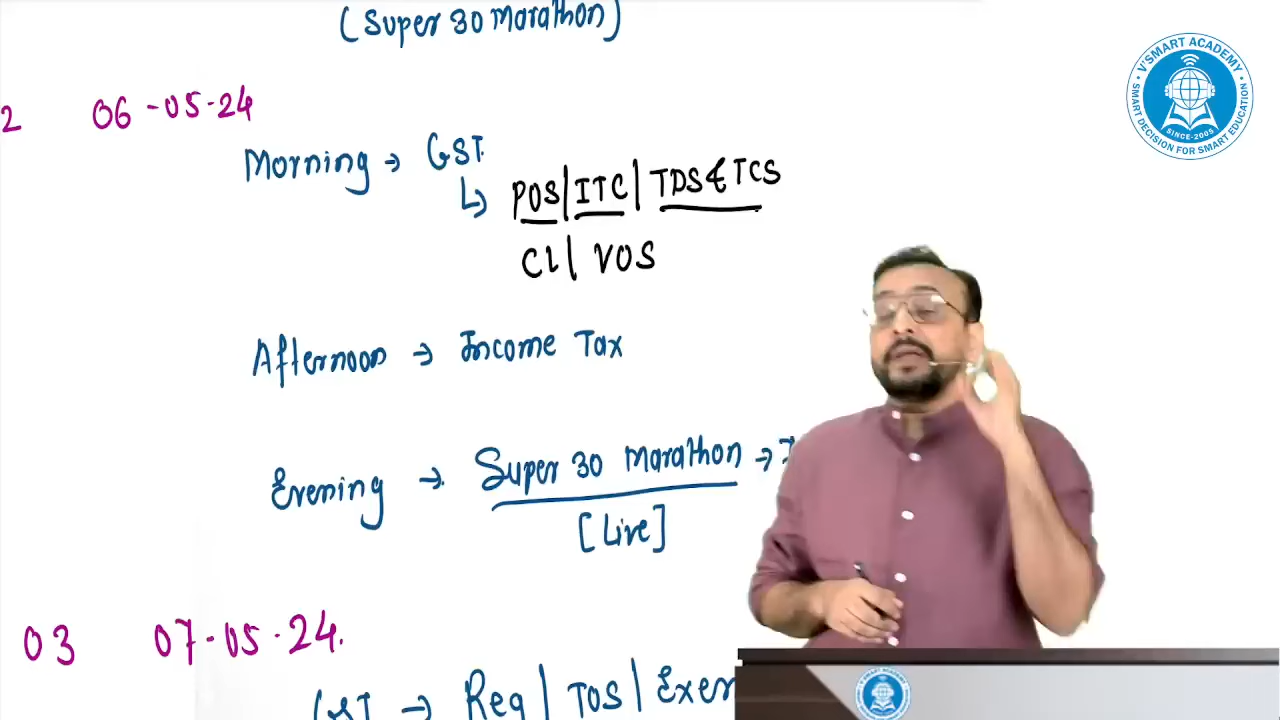 (Super 30 Marathon)
2 06-05-24
Morning → GST
POS | ITC | TDS & TCS
CL | VOS
Afternoon → Income Tax
Evening → Super 30 Marathon →
[Live]
03 07-05-24.
GST → Reg | TOS | Exem
V'SMART ACADEMY
SINCE-2005
SMART DECISION FOR SMART EDUCATION